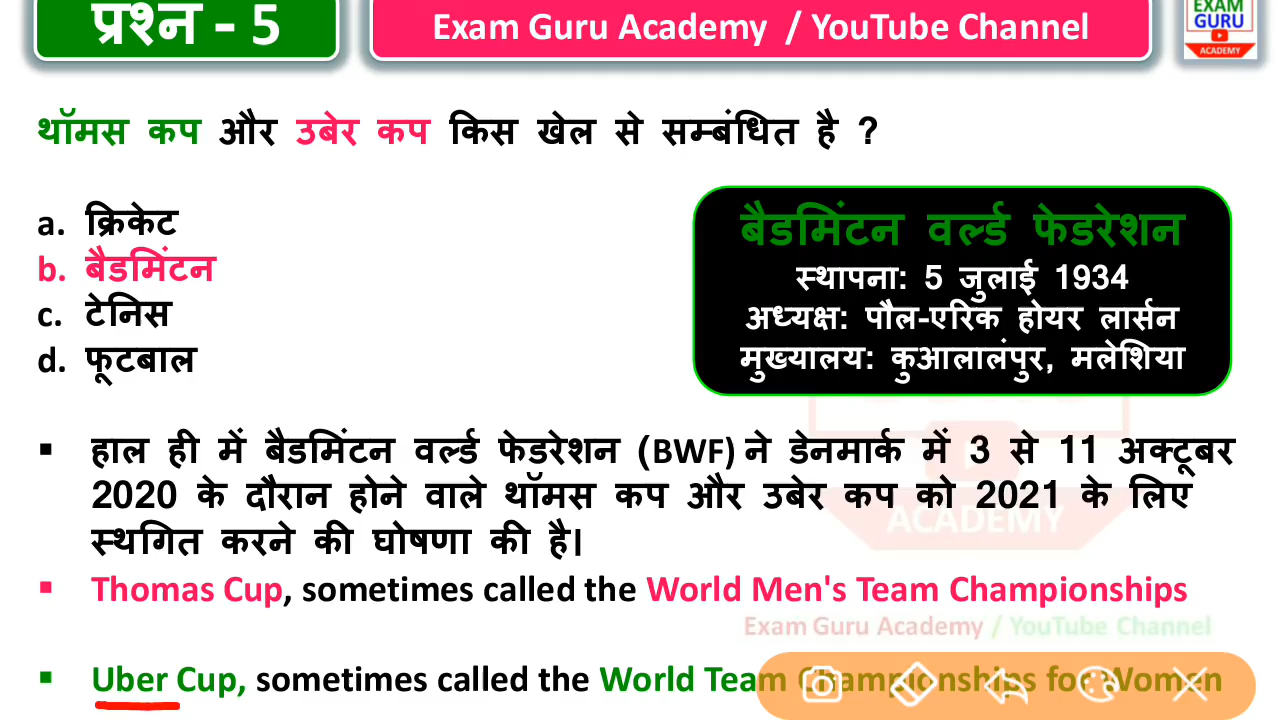 प्रश्न - 5
Exam Guru Academy / YouTube Channel
EXAM
GURU
ACADEMY
थॉमस कप और उबेर कप किस खेल से सम्बंधित है ?
a. क्रिकेट
b. बैडमिंटन
c. टेनिस
d. फूटबाल
बैडमिंटन वर्ल्ड फेडरेशन
स्थापना: 5 जुलाई 1934
अध्यक्ष: पौल-एरिक होयर लार्सन
मुख्यालय: कुआलालंपुर, मलेशिया
▪ हाल ही में बैडमिंटन वर्ल्ड फेडरेशन (BWF) ने डेनमार्क में 3 से 11 अक्टूबर
2020 के दौरान होने वाले थॉमस कप और उबेर कप को 2021 के लिए
स्थगित करने की घोषणा की है।
ACADEMY
▪ Thomas Cup, sometimes called the World Men's Team Championships
Exam Guru Academy / YouTube Channel
▪ Uber Cup, sometimes called the World Team Championships for Women